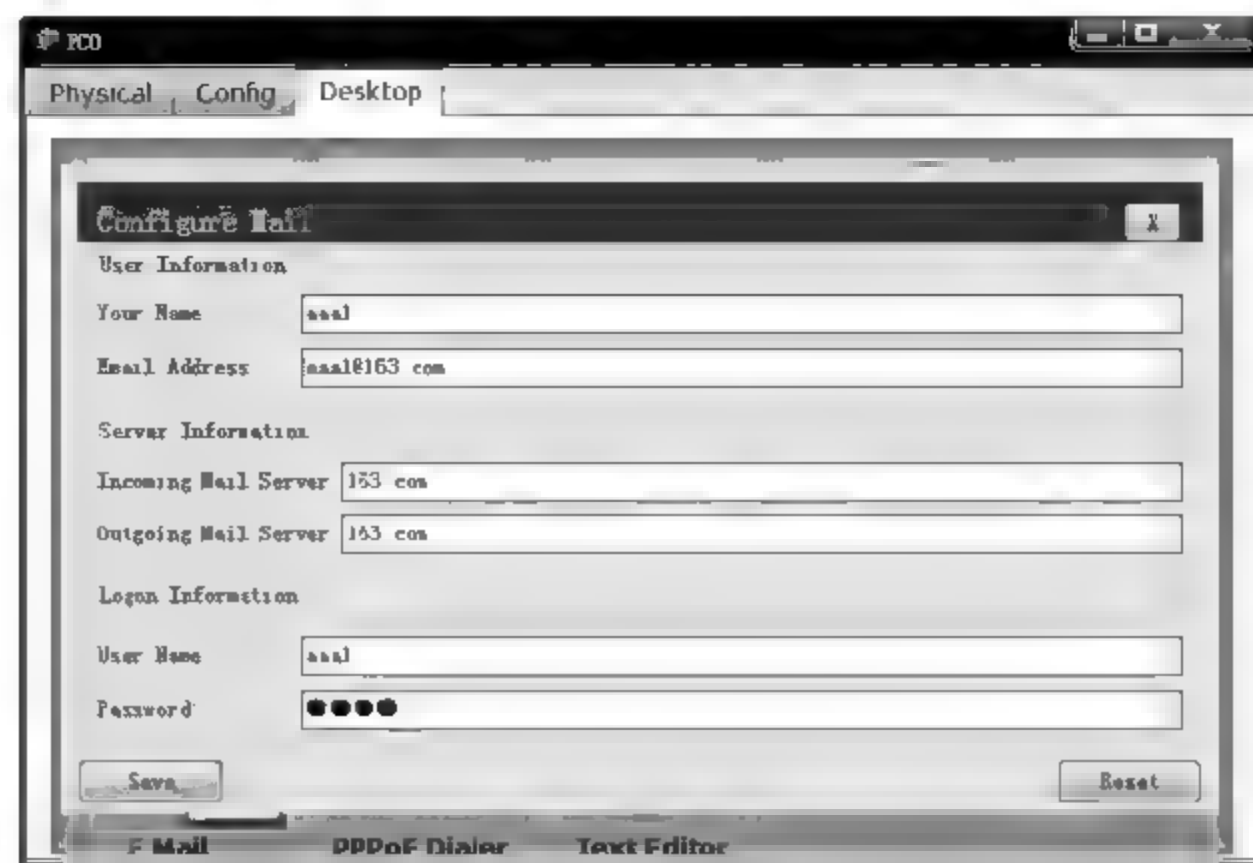 PC0
Physical Config Desktop
Configure Mail X
User Information
Your Name aaa1
Email Address aaa1@163.com
Server Information
Incoming Mail Server 163.com
Outgoing Mail Server 163.com
Logon Information
User Name aaa1
Password ●●●●
Save Reset
E Mail PPPoE Dialer Text Editor